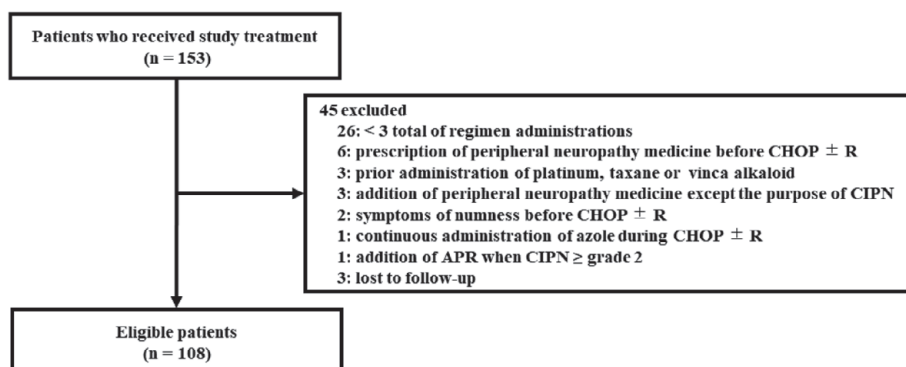 Patients who received study treatment
(n = 153)
45 excluded
26: < 3 total of regimen administrations
6: prescription of peripheral neuropathy medicine before CHOP ± R
3: prior administration of platinum, taxane or vinca alkaloid
3: addition of peripheral neuropathy medicine except the purpose of CIPN
2: symptoms of numness before CHOP ± R
1: continuous administration of azole during CHOP ± R
1: addition of APR when CIPN ≥ grade 2
3: lost to follow-up
Eligible patients
(n = 108)